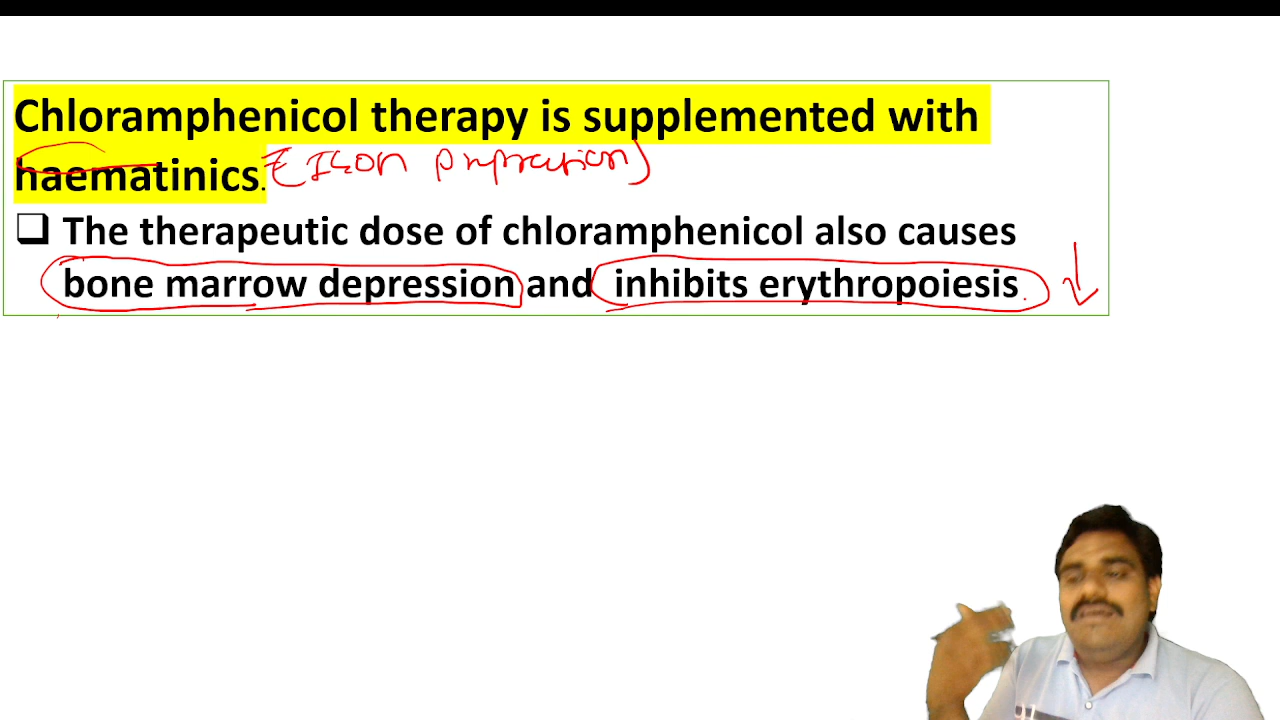 Chloramphenicol therapy is supplemented with
haematinics. (Iron prepration)
❑ The therapeutic dose of chloramphenicol also causes
bone marrow depression and inhibits erythropoiesis.